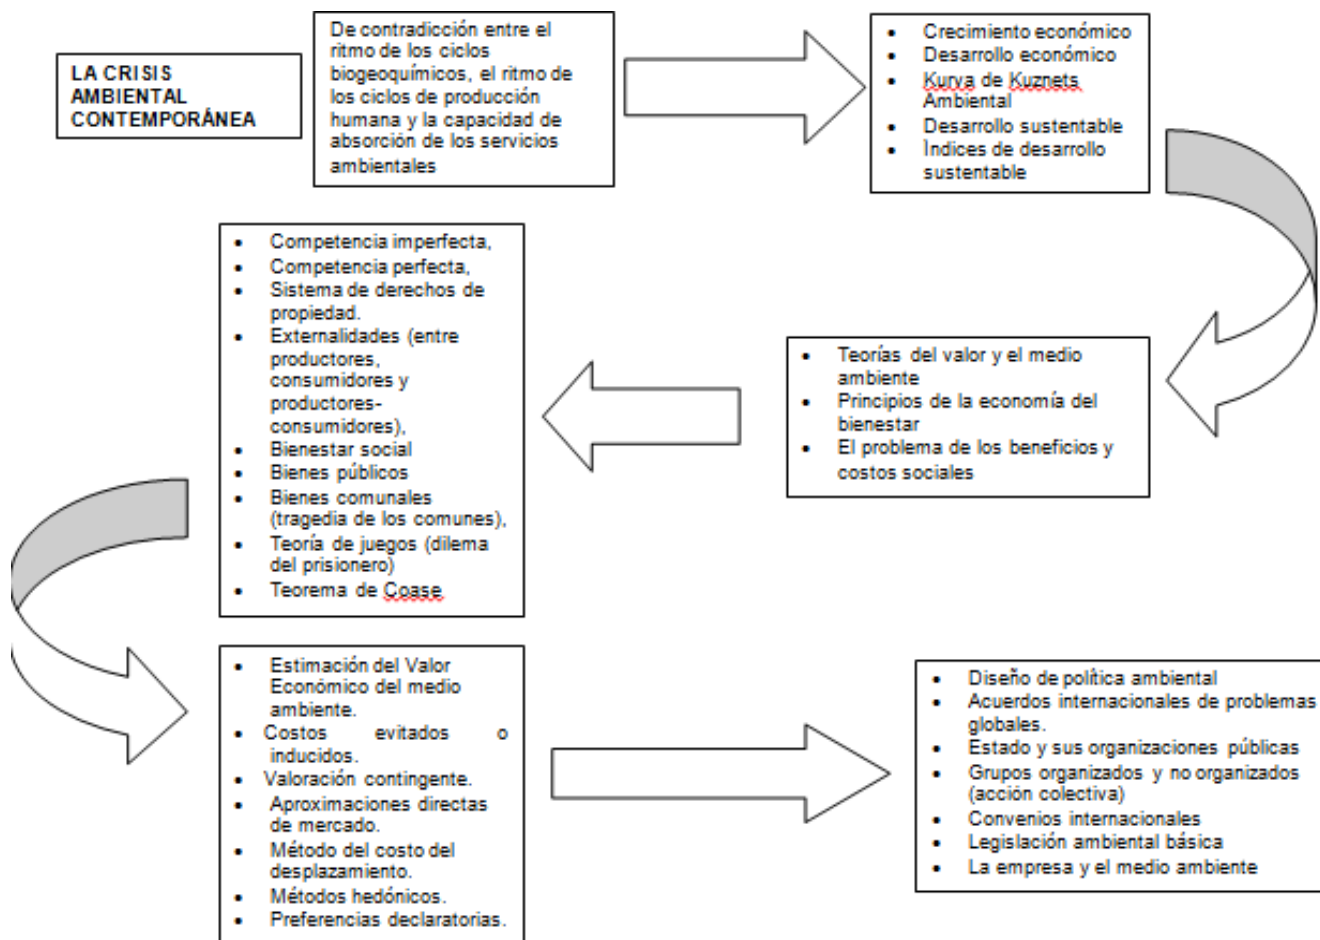 LA CRISIS
AMBIENTAL
CONTEMPORÁNEA
De contradicción entre el
ritmo de los ciclos
biogeoquímicos, el ritmo de
los ciclos de producción
humana y la capacidad de
absorción de los servicios
ambientales
• Crecimiento económico
• Desarrollo económico
• Kurva de Kuznets
Ambiental
• Desarrollo sustentable
• Índices de desarrollo
sustentable
• Teorías del valor y el medio
ambiente
• Principios de la economía del
bienestar
• El problema de los beneficios y
costos sociales
• Competencia imperfecta,
• Competencia perfecta,
• Sistema de derechos de
propiedad.
• Externalidades (entre
productores,
consumidores y
productores-
consumidores),
• Bienestar social
• Bienes públicos
• Bienes comunales
(tragedia de los comunes),
• Teoría de juegos (dilema
del prisionero)
• Teorema de Coase
• Estimación del Valor
Económico del medio
ambiente.
• Costos evitados o
inducidos.
• Valoración contingente.
• Aproximaciones directas
de mercado.
• Método del costo del
desplazamiento.
• Métodos hedónicos.
• Preferencias declaratorias.
• Diseño de política ambiental
• Acuerdos internacionales de problemas
globales.
• Estado y sus organizaciones públicas
• Grupos organizados y no organizados
(acción colectiva)
• Convenios internacionales
• Legislación ambiental básica
• La empresa y el medio ambiente